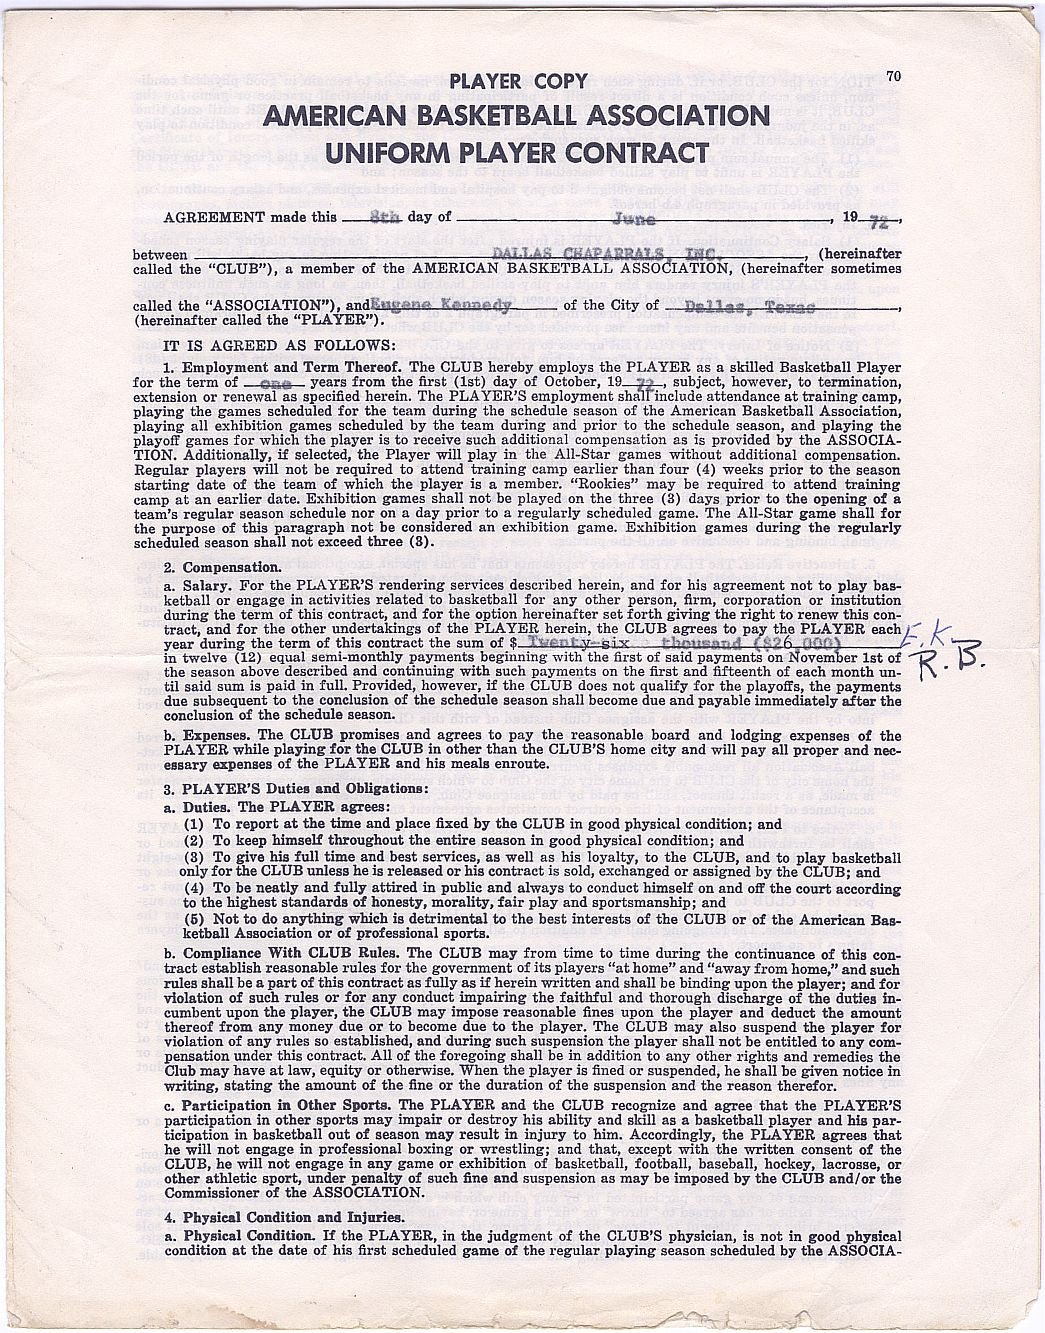 70
PLAYER COPY
AMERICAN BASKETBALL ASSOCIATION
UNIFORM PLAYER CONTRACT
AGREEMENT made this 8th day of June, 19 72,
between DALLAS CHAPARRALS, INC., (hereinafter
called the “CLUB”), a member of the AMERICAN BASKETBALL ASSOCIATION, (hereinafter sometimes
called the “ASSOCIATION”), and Eugene Kennedy of the City of Dallas, Texas,
(hereinafter called the “PLAYER”).
IT IS AGREED AS FOLLOWS:
1. Employment and Term Thereof. The CLUB hereby employs the PLAYER as a skilled Basketball Player
for the term of one years from the first (1st) day of October, 19 72, subject, however, to termination,
extension or renewal as specified herein. The PLAYER'S employment shall include attendance at training camp,
playing the games scheduled for the team during the schedule season of the American Basketball Association,
playing all exhibition games scheduled by the team during and prior to the schedule season, and playing the
playoff games for which the player is to receive such additional compensation as is provided by the ASSOCIA-
TION. Additionally, if selected, the Player will play in the All-Star games without additional compensation.
Regular players will not be required to attend training camp earlier than four (4) weeks prior to the season
starting date of the team of which the player is a member. “Rookies” may be required to attend training
camp at an earlier date. Exhibition games shall not be played on the three (3) days prior to the opening of a
team's regular season schedule nor on a day prior to a regularly scheduled game. The All-Star game shall for
the purpose of this paragraph not be considered an exhibition game. Exhibition games during the regularly
scheduled season shall not exceed three (3).
2. Compensation.
a. Salary. For the PLAYER'S rendering services described herein, and for his agreement not to play bas-
ketball or engage in activities related to basketball for any other person, firm, corporation or institution
during the term of this contract, and for the option hereinafter set forth giving the right to renew this con-
tract, and for the other undertakings of the PLAYER herein, the CLUB agrees to pay the PLAYER each
year during the term of this contract the sum of $ Twenty-six thousand ($26,000) E.K.
in twelve (12) equal semi-monthly payments beginning with the first of said payments on November 1st of R.B.
the season above described and continuing with such payments on the first and fifteenth of each month un-
til said sum is paid in full. Provided, however, if the CLUB does not qualify for the playoffs, the payments
due subsequent to the conclusion of the schedule season shall become due and payable immediately after the
conclusion of the schedule season.
b. Expenses. The CLUB promises and agrees to pay the reasonable board and lodging expenses of the
PLAYER while playing for the CLUB in other than the CLUB'S home city and will pay all proper and nec-
essary expenses of the PLAYER and his meals enroute.
3. PLAYER'S Duties and Obligations:
a. Duties. The PLAYER agrees:
(1) To report at the time and place fixed by the CLUB in good physical condition; and
(2) To keep himself throughout the entire season in good physical condition; and
(3) To give his full time and best services, as well as his loyalty, to the CLUB, and to play basketball
only for the CLUB unless he is released or his contract is sold, exchanged or assigned by the CLUB; and
(4) To be neatly and fully attired in public and always to conduct himself on and off the court according
to the highest standards of honesty, morality, fair play and sportsmanship; and
(5) Not to do anything which is detrimental to the best interests of the CLUB or of the American Bas-
ketball Association or of professional sports.
b. Compliance With CLUB Rules. The CLUB may from time to time during the continuance of this con-
tract establish reasonable rules for the government of its players “at home” and “away from home,” and such
rules shall be a part of this contract as fully as if herein written and shall be binding upon the player; and for
violation of such rules or for any conduct impairing the faithful and thorough discharge of the duties in-
cumbent upon the player, the CLUB may impose reasonable fines upon the player and deduct the amount
thereof from any money due or to become due to the player. The CLUB may also suspend the player for
violation of any rules so established, and during such suspension the player shall not be entitled to any com-
pensation under this contract. All of the foregoing shall be in addition to any other rights and remedies the
Club may have at law, equity or otherwise. When the player is fined or suspended, he shall be given notice in
writing, stating the amount of the fine or the duration of the suspension and the reason therefor.
c. Participation in Other Sports. The PLAYER and the CLUB recognize and agree that the PLAYER'S
participation in other sports may impair or destroy his ability and skill as a basketball player and his par-
ticipation in basketball out of season may result in injury to him. Accordingly, the PLAYER agrees that
he will not engage in professional boxing or wrestling; and that, except with the written consent of the
CLUB, he will not engage in any game or exhibition of basketball, football, baseball, hockey, lacrosse, or
other athletic sport, under penalty of such fine and suspension as may be imposed by the CLUB and/or the
Commissioner of the ASSOCIATION.
4. Physical Condition and Injuries.
a. Physical Condition. If the PLAYER, in the judgment of the CLUB'S physician, is not in good physical
condition at the date of his first scheduled game of the regular playing season scheduled by the ASSOCIA-